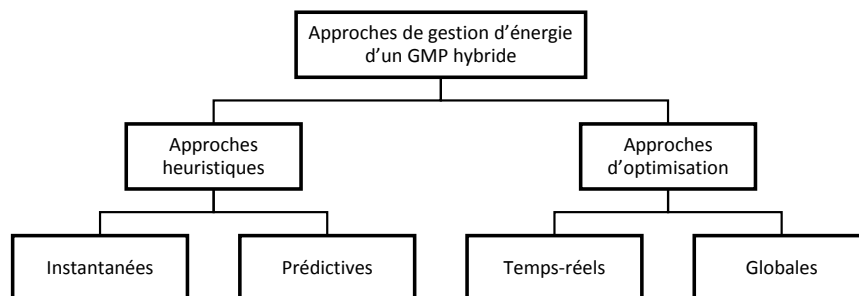 Approches de gestion d’énergie
d’un GMP hybride
Approches
heuristiques
Approches
d’optimisation
Instantanées
Prédictives
Temps-réels
Globales